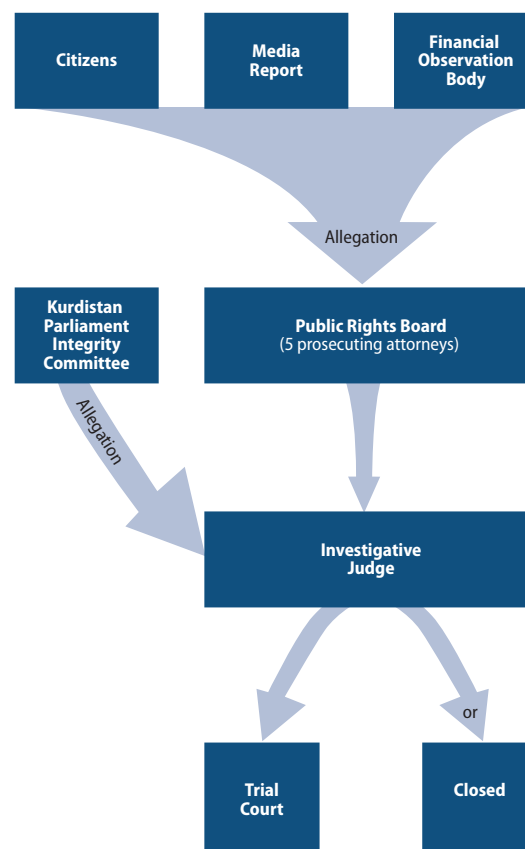 Citizens
Media
Report
Financial
Observation
Body
Allegation
Kurdistan
Parliament
Integrity
Committee
Public Rights Board
(5 prosecuting attorneys)
Allegation
Investigative
Judge
or
Trial
Court
Closed